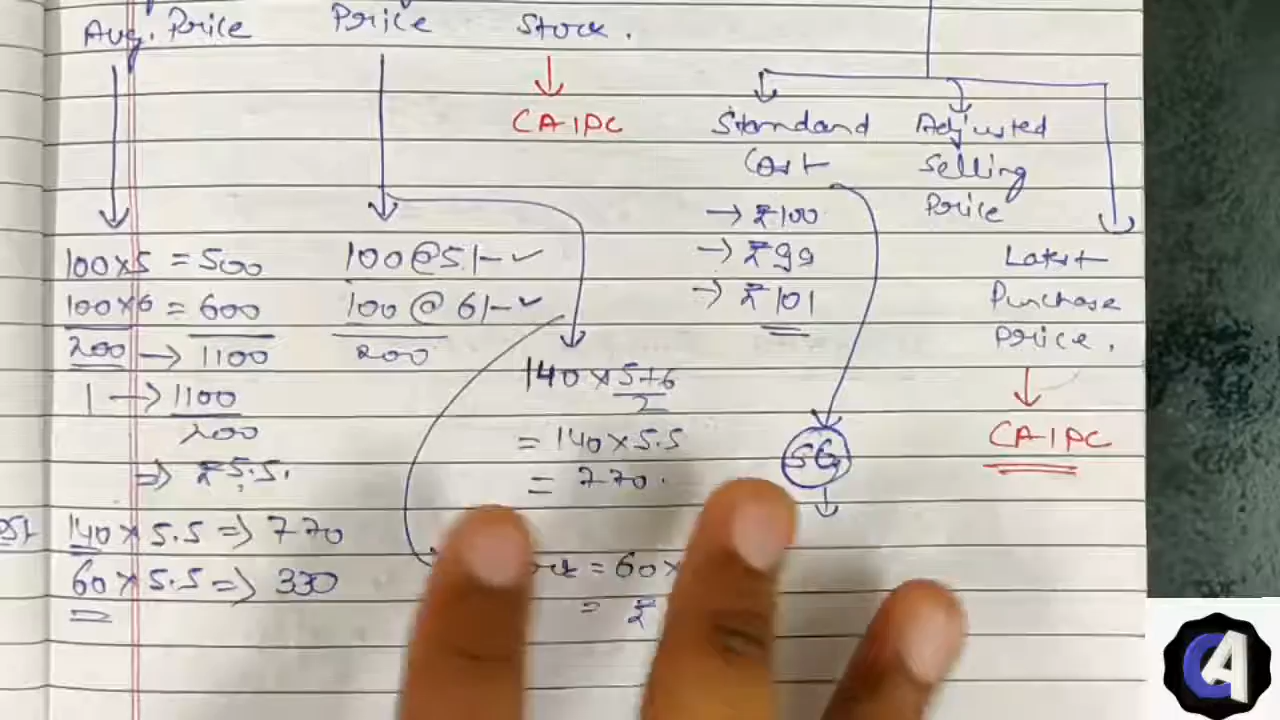 Avg. Price
100×5 = 500
100×6 = 600
200 → 1100
1 → 1100
200
⇒ ₹5.5.
140×5.5 ⇒ 770
60×5.5 ⇒ 330
Price
100@5/- ✓
100@6/- ✓
200
140×5+6
2
= 140×5.5
= 770.
= 60×
= ₹
Stock.
CA IPC
Standard
Cost
→ ₹100
→ ₹99
→ ₹101
SG
Adjusted
Selling
Price
Latest
Purchase
Price.
CA IPC
CA